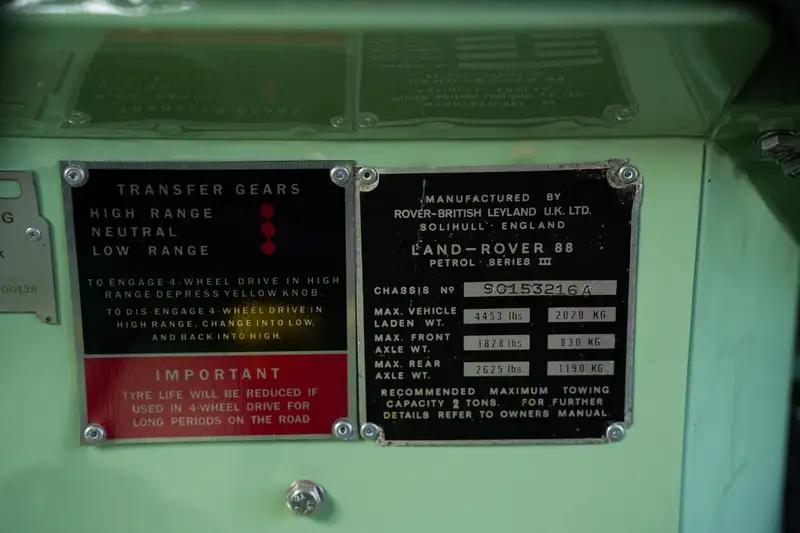 TRANSFER GEARS
HIGH RANGE
NEUTRAL
LOW RANGE
TO ENGAGE 4-WHEEL DRIVE IN HIGH
RANGE DEPRESS YELLOW KNOB.
TO DIS-ENGAGE 4-WHEEL DRIVE IN
HIGH RANGE, CHANGE INTO LOW,
AND BACK INTO HIGH.
IMPORTANT
TYRE LIFE WILL BE REDUCED IF
USED IN 4-WHEEL DRIVE FOR
LONG PERIODS ON THE ROAD
MANUFACTURED BY
ROVER-BRITISH LEYLAND U.K. LTD.
SOLIHULL ENGLAND
LAND-ROVER 88
PETROL SERIES III
CHASSIS Nº 90153216A
MAX. VEHICLE
LADEN WT. 4453 lbs 2020 KG
MAX. FRONT
AXLE WT. 1828 lbs 830 KG
MAX. REAR
AXLE WT. 2625 lbs 1190 KG
RECOMMENDED MAXIMUM TOWING
CAPACITY 2 TONS. FOR FURTHER
DETAILS REFER TO OWNERS MANUAL